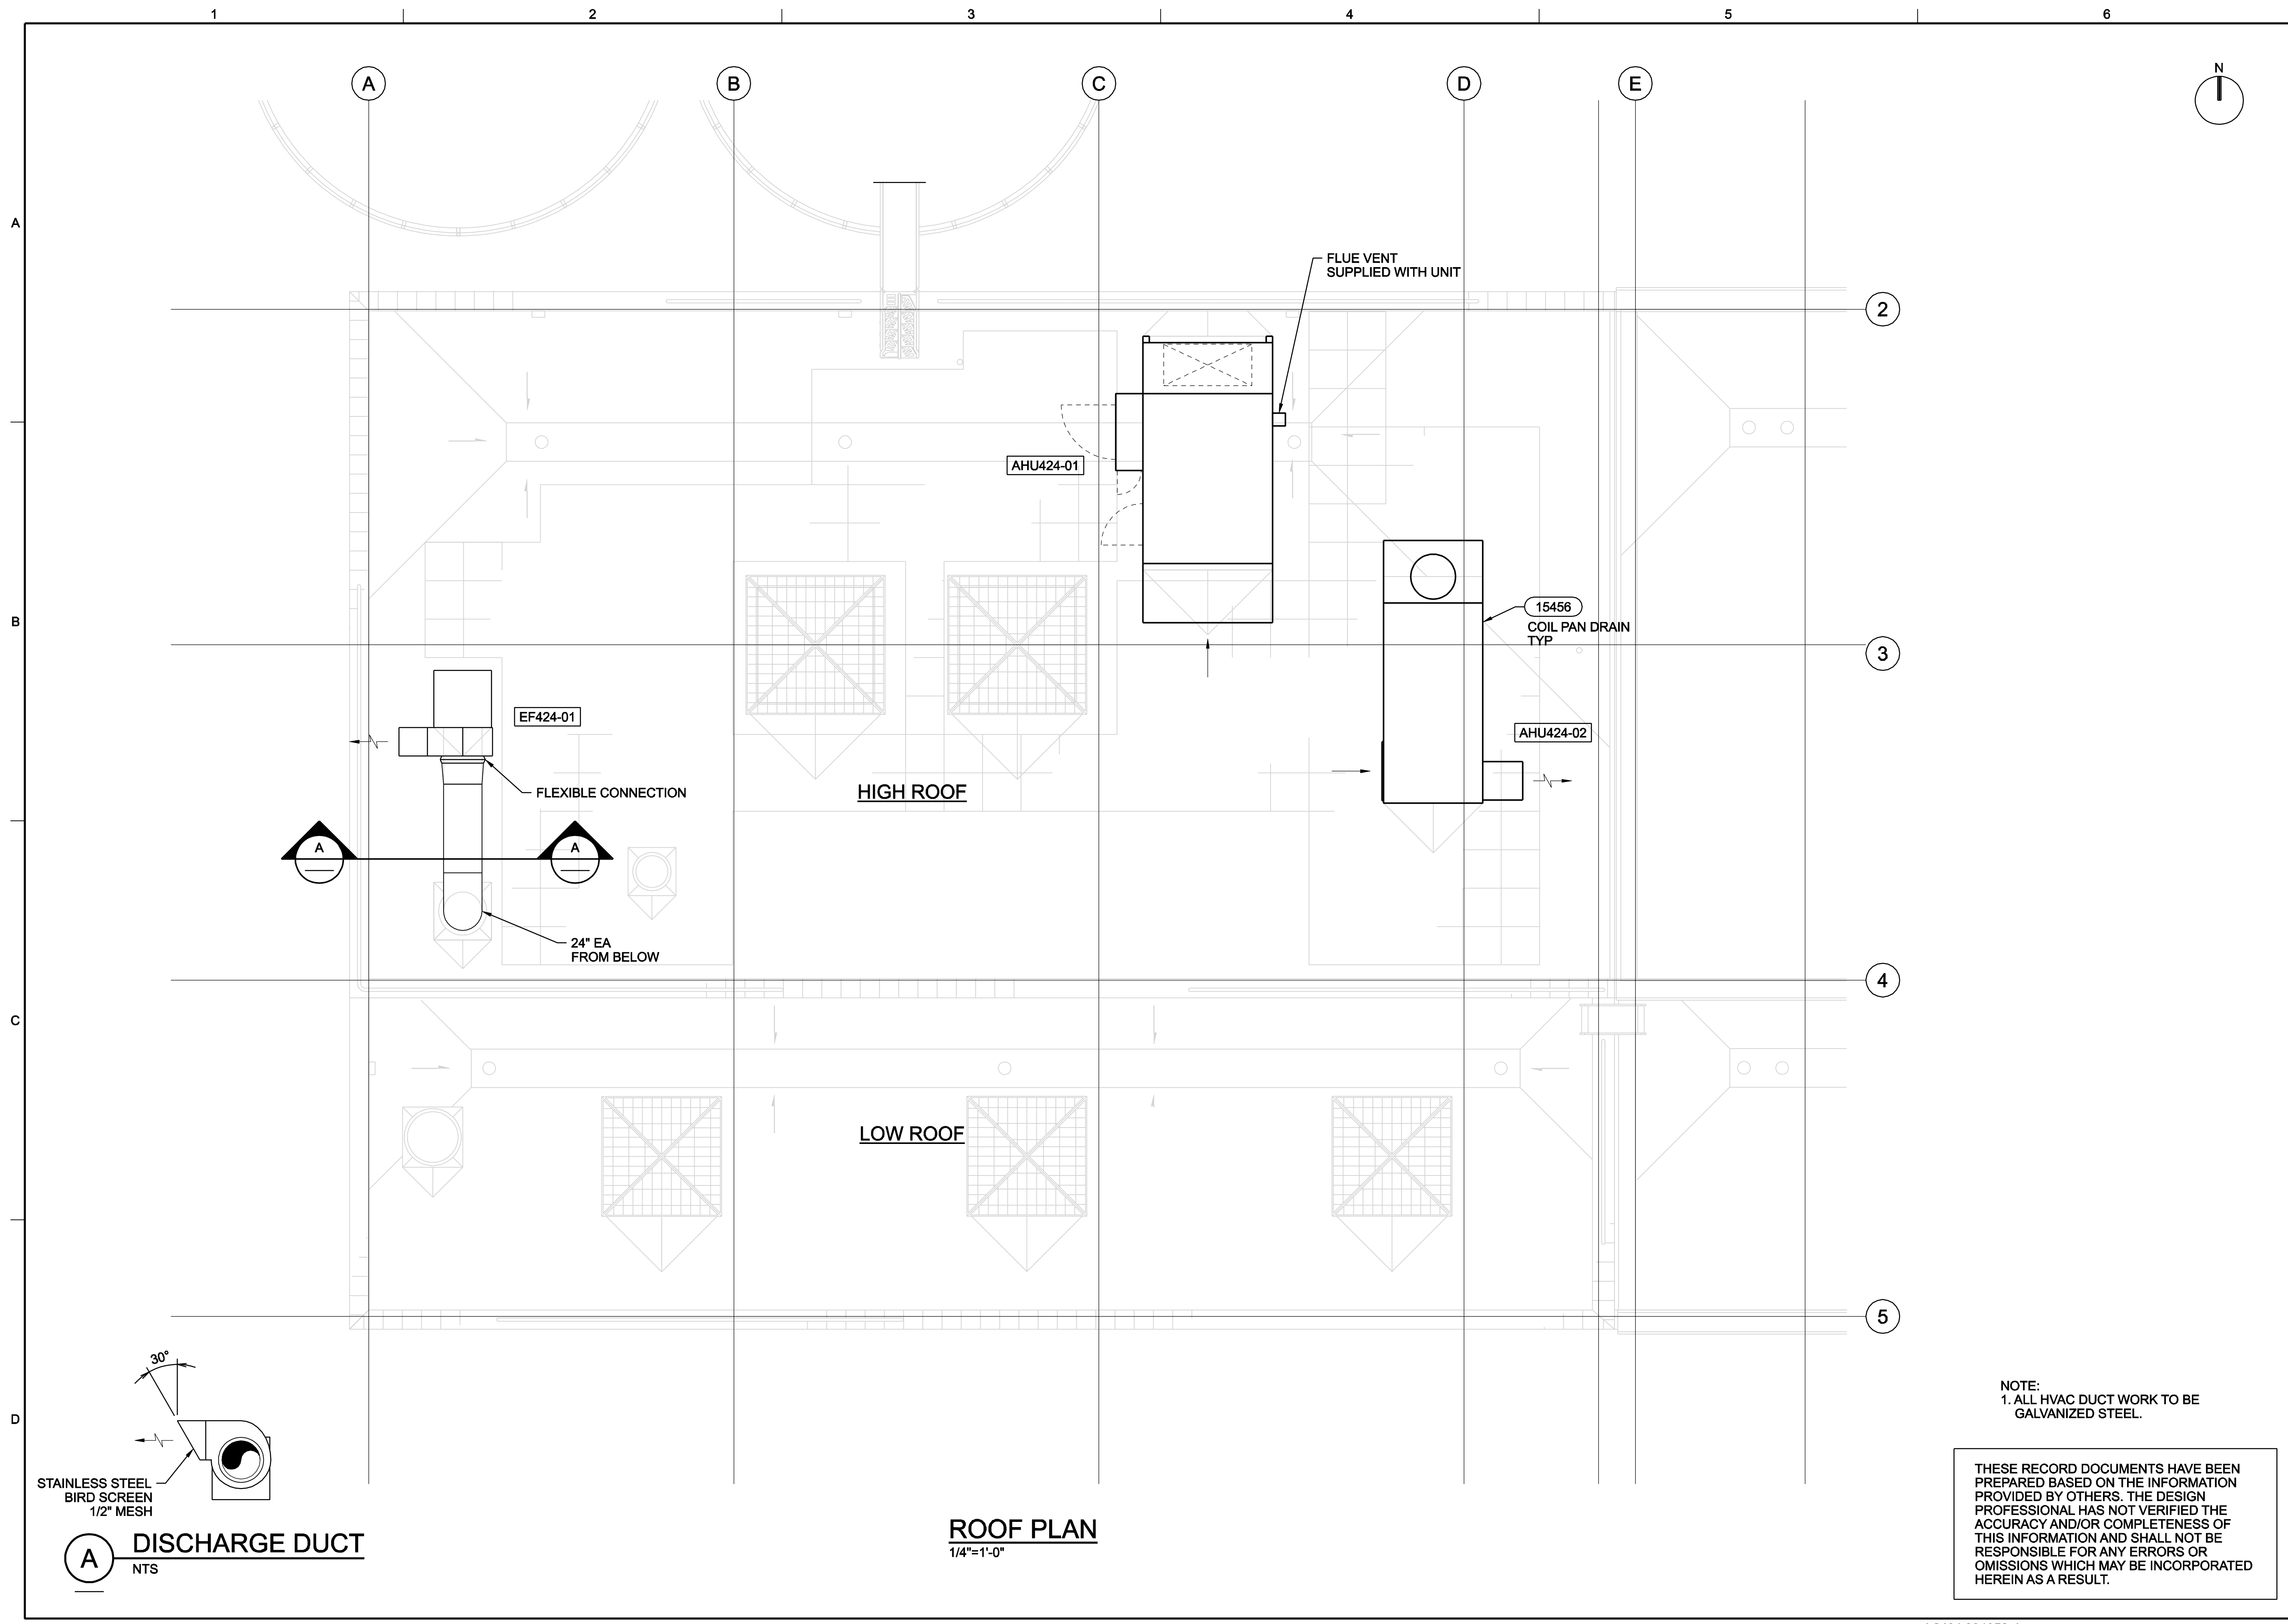 1 2 3 4 5 6
A B C D E
N
A
FLUE VENT
SUPPLIED WITH UNIT
2
AHU424-01
15456
COIL PAN DRAIN
TYP
B
3
EF424-01
AHU424-02
FLEXIBLE CONNECTION
HIGH ROOF
A A
24" EA
FROM BELOW
4
C
LOW ROOF
5
30°
D
STAINLESS STEEL
BIRD SCREEN
1/2" MESH
A DISCHARGE DUCT
NTS
ROOF PLAN
1/4"=1'-0"
NOTE:
1. ALL HVAC DUCT WORK TO BE
GALVANIZED STEEL.
THESE RECORD DOCUMENTS HAVE BEEN
PREPARED BASED ON THE INFORMATION
PROVIDED BY OTHERS. THE DESIGN
PROFESSIONAL HAS NOT VERIFIED THE
ACCURACY AND/OR COMPLETENESS OF
THIS INFORMATION AND SHALL NOT BE
RESPONSIBLE FOR ANY ERRORS OR
OMISSIONS WHICH MAY BE INCORPORATED
HEREIN AS A RESULT.